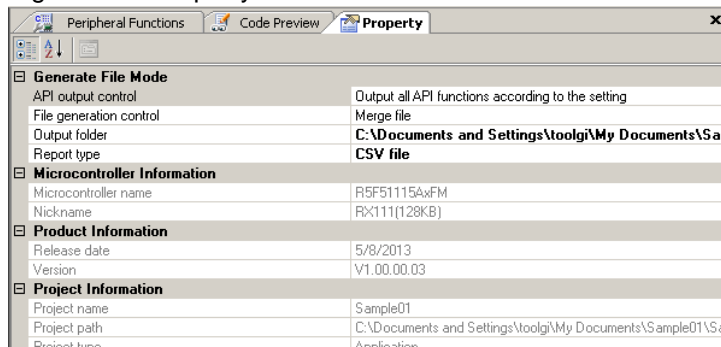 Peripheral Functions Code Preview Property
Generate File Mode
API output control Output all API functions according to the setting
File generation control Merge file
Output folder C:\Documents and Settings\toolgi\My Documents\Sa
Report type CSV file
Microcontroller Information
Microcontroller name R5F51115AxFM
Nickname RX111(128KB)
Product Information
Release date 5/8/2013
Version V1.00.00.03
Project Information
Project name Sample01
Project path C:\Documents and Settings\toolgi\My Documents\Sample01\Sa
Project type Application